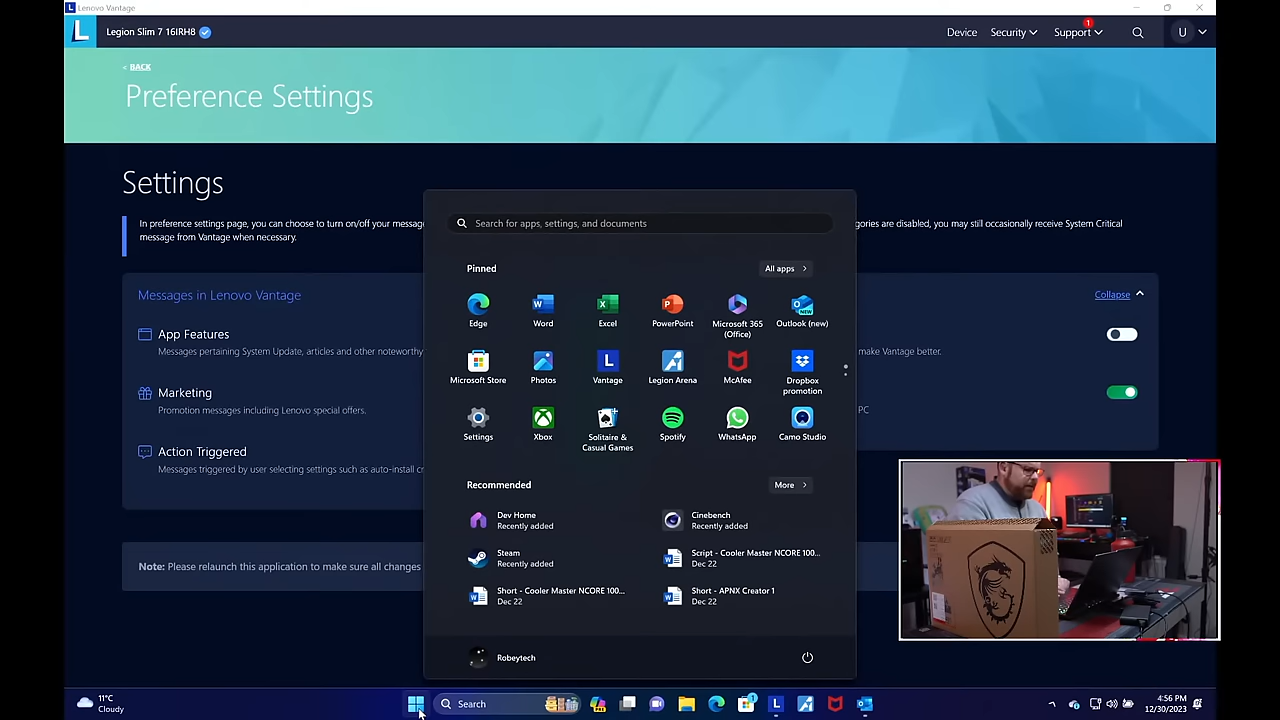 Lenovo Vantage
Legion Slim 7 16IRH8
Device
Security
Support
1
U
< BACK
Preference Settings
Settings
In preference settings page, you can choose to turn on/off your messag
gories are disabled, you may still occasionally receive System Critical
message from Vantage when necessary.
Messages in Lenovo Vantage
Collapse
App Features
Messages pertaining System Update, articles and other noteworthy
make Vantage better.
Marketing
Promotion messages including Lenovo special offers.
PC
Action Triggered
Messages triggered by user selecting settings such as auto-install cr
Note: Please relaunch this application to make sure all changes
Search for apps, settings, and documents
Pinned
All apps
Edge
Word
Excel
PowerPoint
Microsoft 365
(Office)
Outlook (new)
Microsoft Store
Photos
Vantage
Legion Arena
McAfee
Dropbox
promotion
Settings
Xbox
Solitaire &
Casual Games
Spotify
WhatsApp
Camo Studio
Recommended
More
Dev Home
Recently added
Cinebench
Recently added
Steam
Recently added
Script - Cooler Master NCORE 100...
Dec 22
Short - Cooler Master NCORE 100...
Dec 22
Short - APNX Creator 1
Dec 22
Robeytech
11°C
Cloudy
Search
4:56 PM
12/30/2023